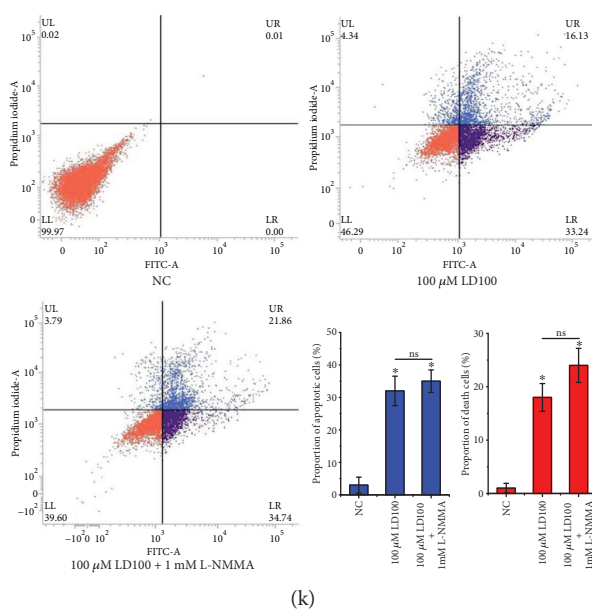 UL
0.02
UR
0.01
10^5
10^4
10^3
10^2
0
Propidium iodide-A
LL
99.97
LR
0.00
0 10^2 10^3 10^4 10^5
FITC-A
NC
UL
4.34
UR
16.13
10^5
10^4
10^3
10^2
0
Propidium iodide-A
LL
46.29
LR
33.24
0 10^2 10^3 10^4 10^5
FITC-A
100 μM LD100
UL
3.79
UR
21.86
10^5
10^4
10^3
10^2
0
−10^2
Propidium iodide-A
LL
39.60
LR
34.74
−10^2 0 10^2 10^3 10^4 10^5
FITC-A
100 μM LD100 + 1 mM L-NMMA
Proportion of apoptotic cells (%)
50
40
30
20
10
0
ns
*
*
NC
100 μM LD100
100 μM LD100
+
1mM L-NMMA
Proportion of death cells (%)
30
20
10
0
ns
*
*
NC
100 μM LD100
100 μM LD100
+
1mM L-NMMA
(k)